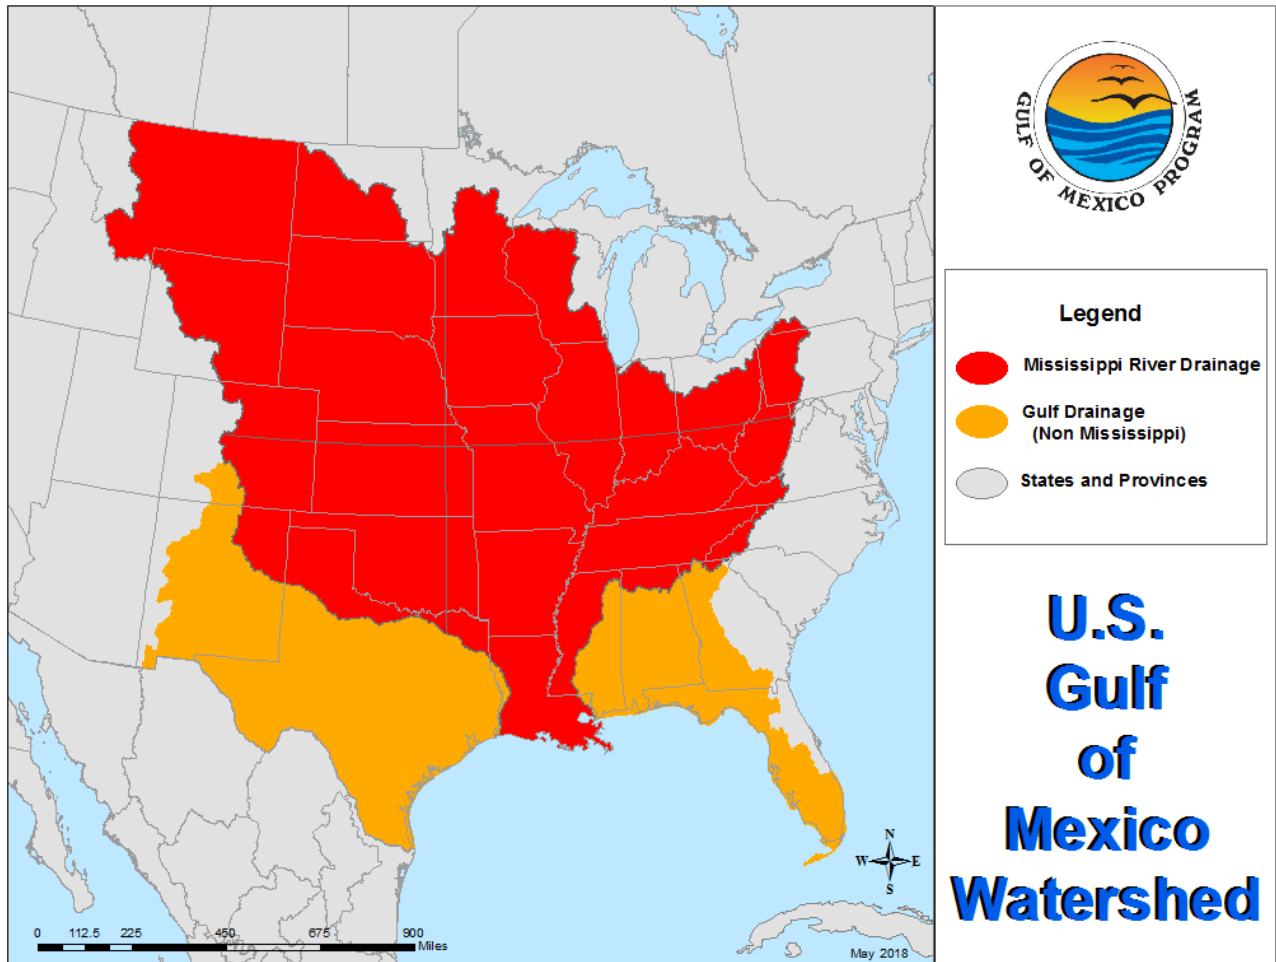 GULF OF MEXICO PROGRAM
Legend
Mississippi River Drainage
Gulf Drainage
(Non Mississippi)
States and Provinces
U.S.
Gulf
of
Mexico
Watershed
N
W E
S
0 112.5 225 450 675 900
Miles
May 2018